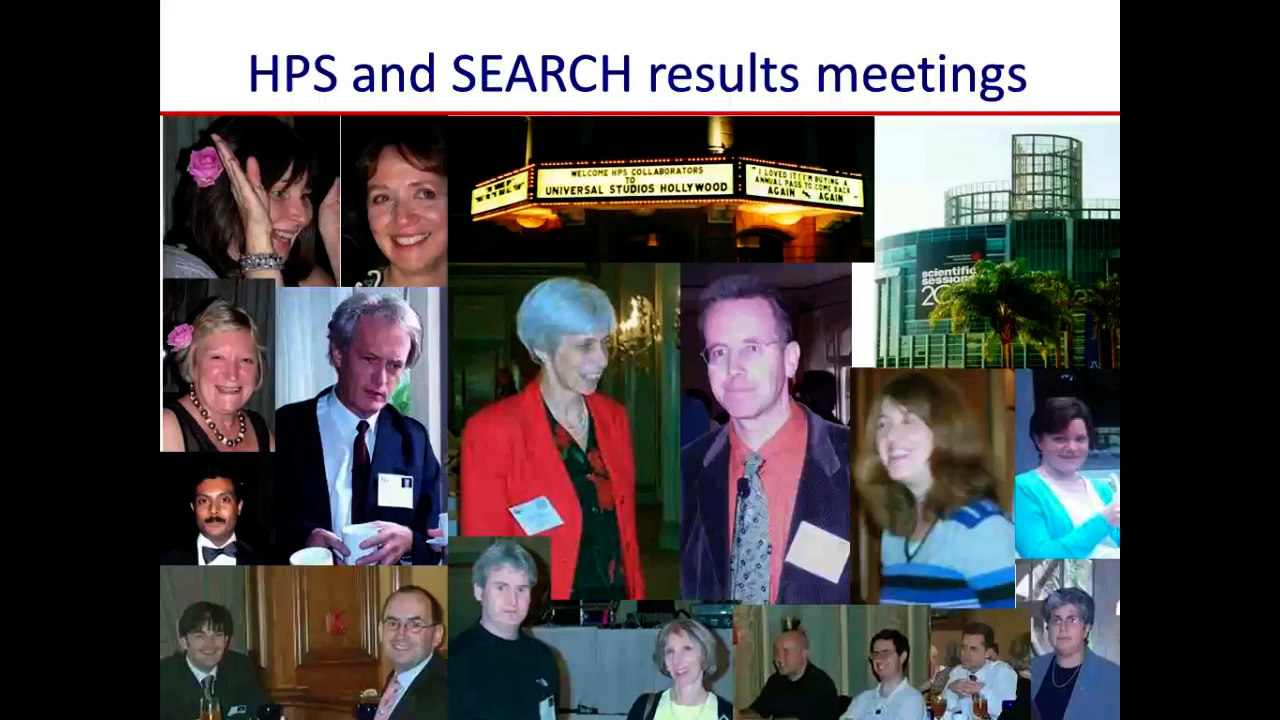 HPS and SEARCH results meetings
WELCOME HPS COLLABORATORS
TO
UNIVERSAL STUDIOS HOLLYWOOD
"I LOVED IT! I'M BUYING A
ANNUAL PASS TO COME BACK
AGAIN AGAIN
scientific
sessions
20